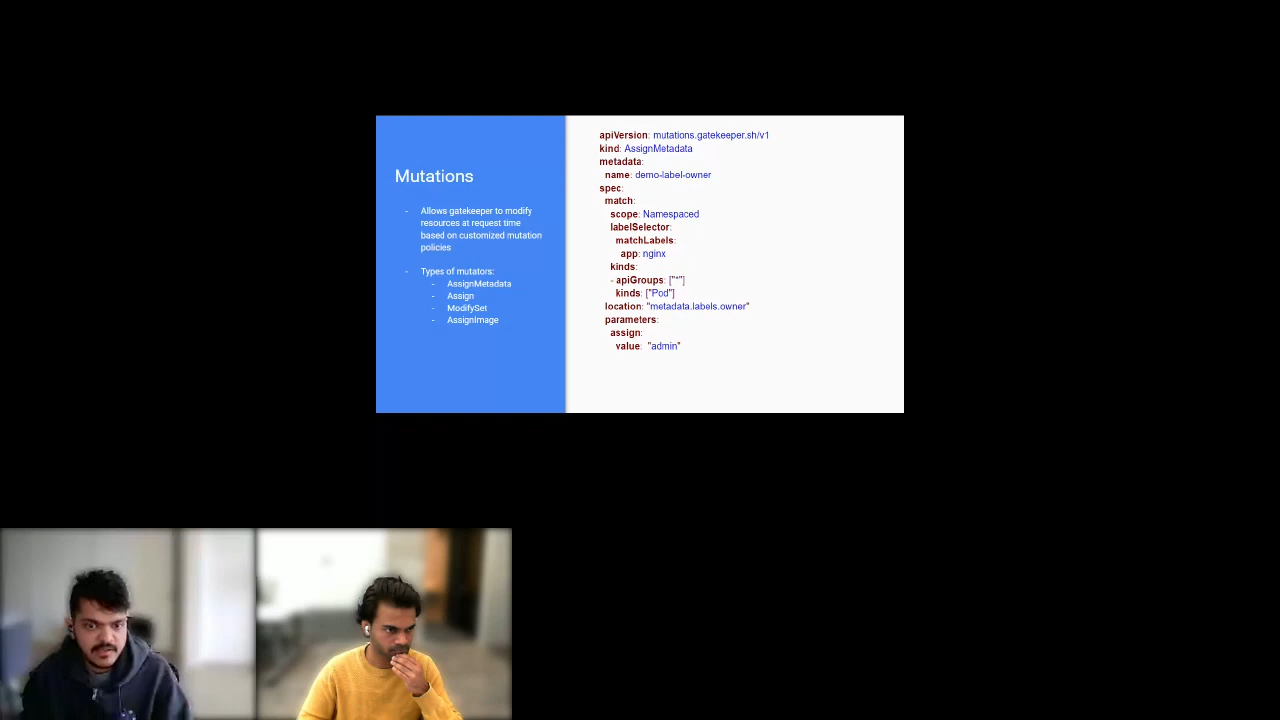 Mutations
- Allows gatekeeper to modify
resources at request time
based on customized mutation
policies
- Types of mutators:
- AssignMetadata
- Assign
- ModifySet
- AssignImage
apiVersion: mutations.gatekeeper.sh/v1
kind: AssignMetadata
metadata:
name: demo-label-owner
spec:
match:
scope: Namespaced
labelSelector:
matchLabels:
app: nginx
kinds:
- apiGroups: ["*"]
kinds: ["Pod"]
location: "metadata.labels.owner"
parameters:
assign:
value: "admin"